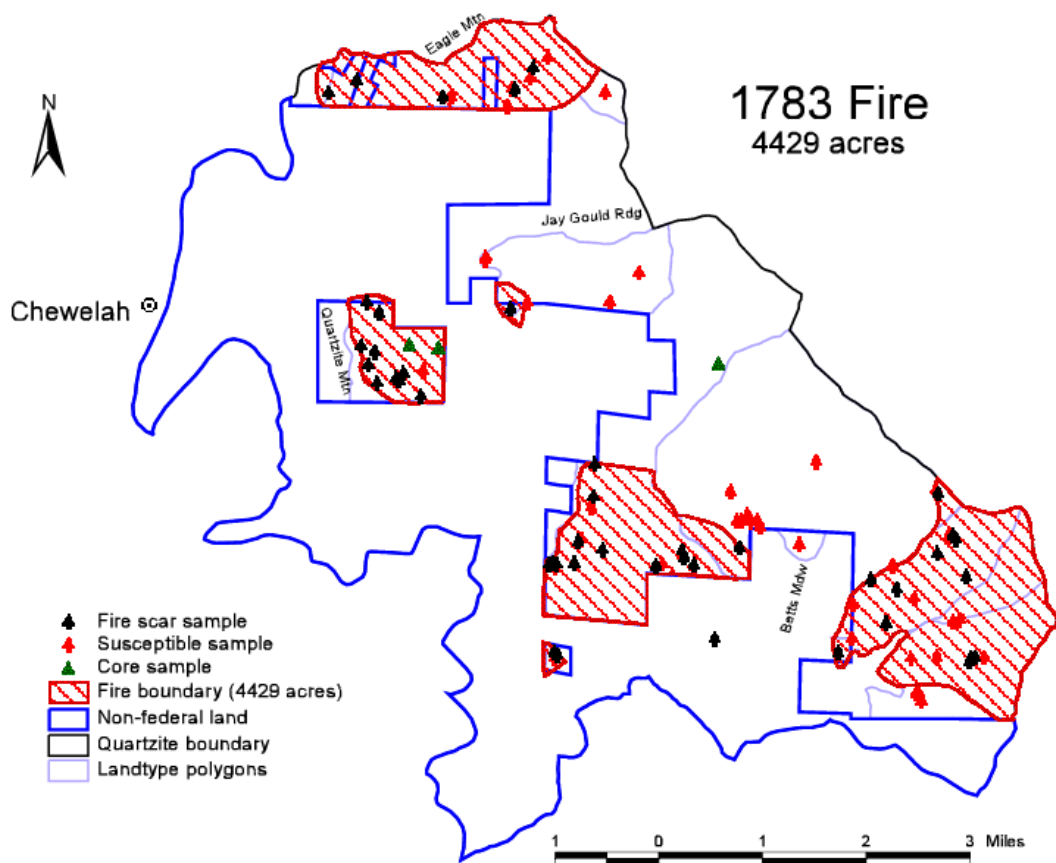 Eagle Mtn
N
1783 Fire
4429 acres
Jay Gould Rdg
Chewelah
Quartzite Mtn
Betts Mdw
Fire scar sample
Susceptible sample
Core sample
Fire boundary (4429 acres)
Non-federal land
Quartzite boundary
Landtype polygons
1 0 1 2 3 Miles